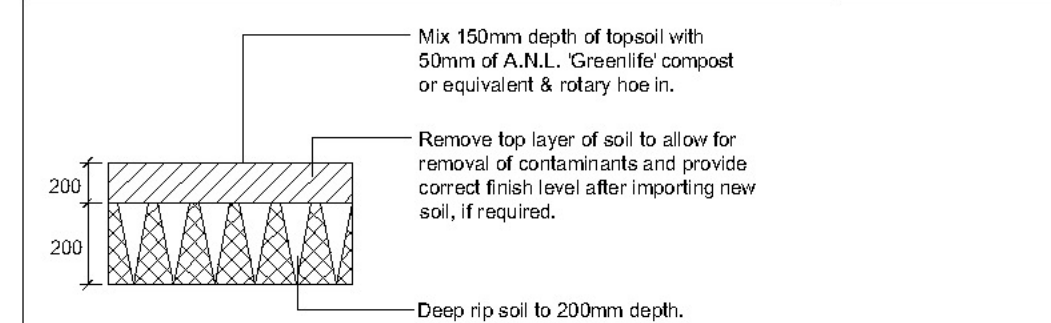 Mix 150mm depth of topsoil with
50mm of A.N.L. 'Greenlife' compost
or equivalent & rotary hoe in.
Remove top layer of soil to allow for
removal of contaminants and provide
correct finish level after importing new
soil, if required.
200
200
Deep rip soil to 200mm depth.